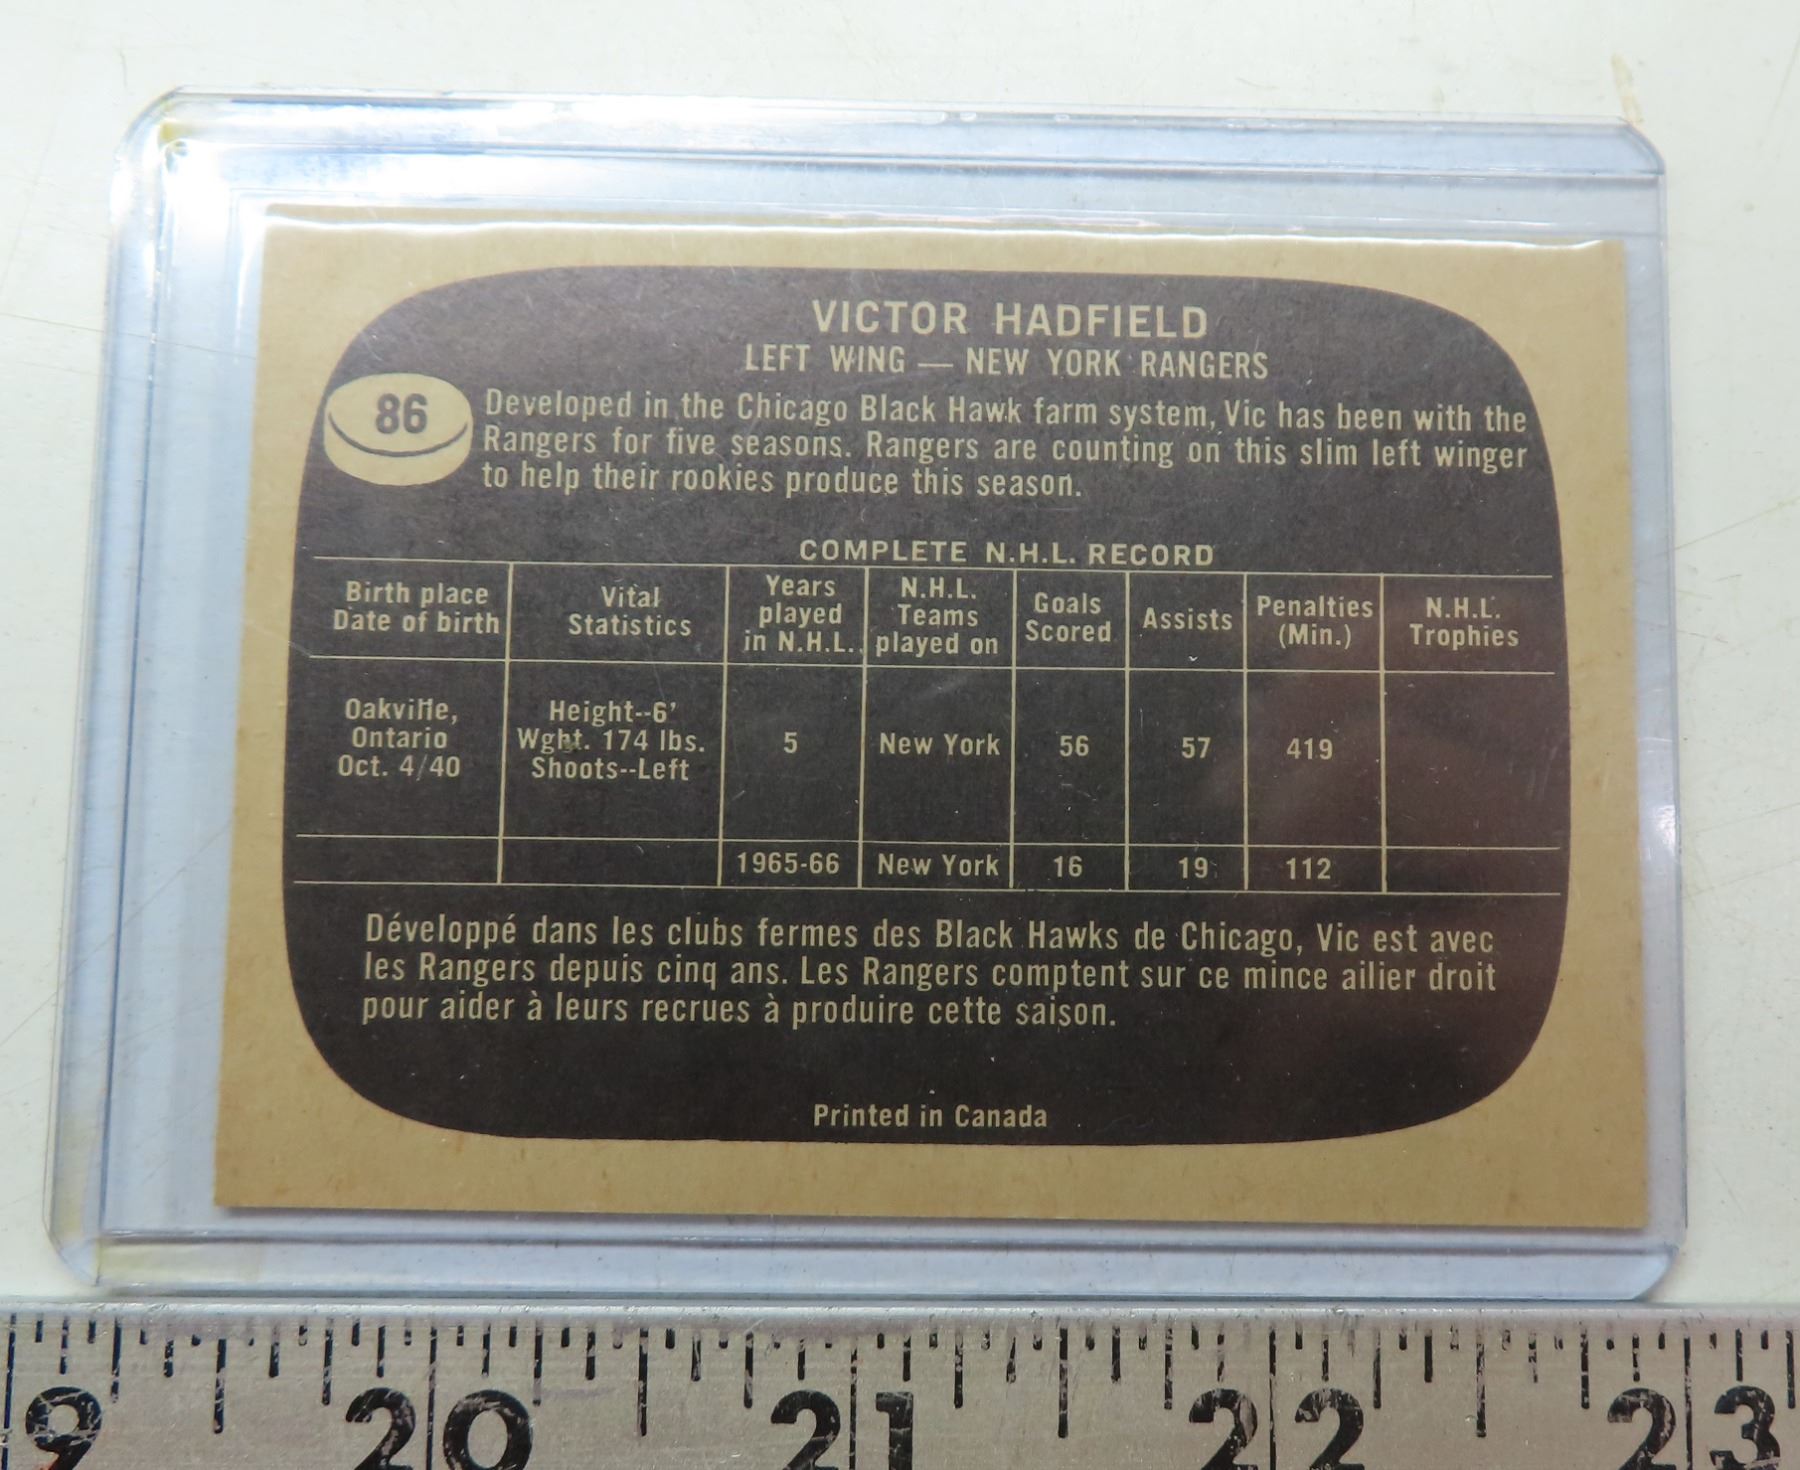 VICTOR HADFIELD
LEFT WING — NEW YORK RANGERS
86
Developed in the Chicago Black Hawk farm system, Vic has been with the
Rangers for five seasons. Rangers are counting on this slim left winger
to help their rookies produce this season.
COMPLETE N.H.L. RECORD
Birth place
Date of birth
Vital
Statistics
Years
played
in N.H.L.
N.H.L.
Teams
played on
Goals
Scored
Assists
Penalties
(Min.)
N.H.L.
Trophies
Oakville,
Ontario
Oct. 4/40
Height--6'
Wght. 174 lbs.
Shoots--Left
5
New York
56
57
419
1965-66
New York
16
19
112
Développé dans les clubs fermes des Black Hawks de Chicago, Vic est avec
les Rangers depuis cinq ans. Les Rangers comptent sur ce mince ailier droit
pour aider à leurs recrues à produire cette saison.
Printed in Canada
9 20 21 22 23